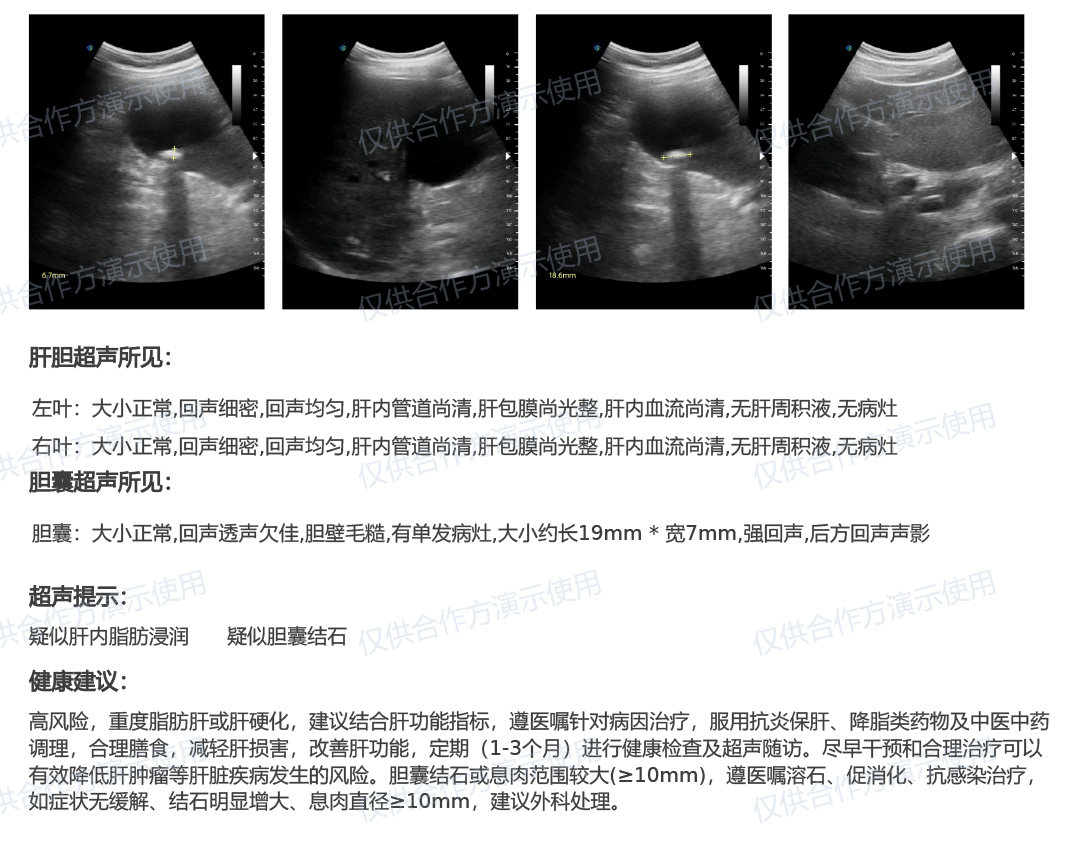 6.7mm
18.6mm
肝胆超声所见：
左叶：大小正常,回声细密,回声均匀,肝内管道尚清,肝包膜尚光整,肝内血流尚清,无肝周积液,无病灶
右叶：大小正常,回声细密,回声均匀,肝内管道尚清,肝包膜尚光整,肝内血流尚清,无肝周积液,无病灶
胆囊超声所见：
胆囊：大小正常,回声透声欠佳,胆壁毛糙,有单发病灶,大小约长19mm * 宽7mm,强回声,后方回声声影
超声提示：
疑似肝内脂肪浸润 疑似胆囊结石
健康建议：
高风险，重度脂肪肝或肝硬化，建议结合肝功能指标，遵医嘱针对病因治疗，服用抗炎保肝、降脂类药物及中医中药
调理，合理膳食，减轻肝损害，改善肝功能，定期（1-3个月）进行健康检查及超声随访。尽早干预和合理治疗可以
有效降低肝肿瘤等肝脏疾病发生的风险。胆囊结石或息肉范围较大(≥10mm)，遵医嘱溶石、促消化、抗感染治疗，
如症状无缓解、结石明显增大、息肉直径≥10mm，建议外科处理。
仅供合作方演示使用